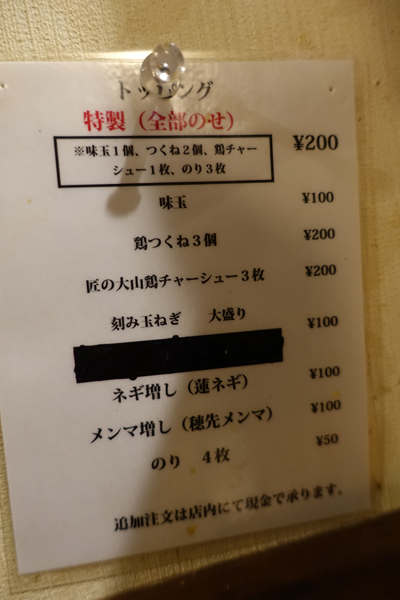 トッピング
特製（全部のせ）
¥200
※味玉１個、つくね２個、鶏チャー
シュー１枚、のり３枚
味玉 ¥100
鶏つくね３個 ¥200
匠の大山鶏チャーシュー３枚 ¥200
刻み玉ねぎ 大盛り ¥100
ネギ増し（蓮ネギ） ¥100
メンマ増し（穂先メンマ） ¥100
のり ４枚 ¥50
追加注文は店内にて現金で承ります。